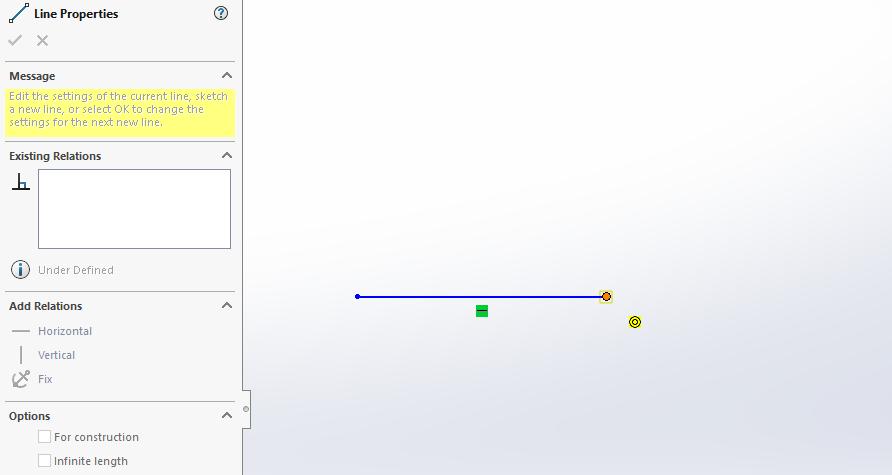 Line Properties
?
Message
Edit the settings of the current line, sketch
a new line, or select OK to change the
settings for the next new line.
Existing Relations
Under Defined
Add Relations
Horizontal
Vertical
Fix
Options
For construction
Infinite length